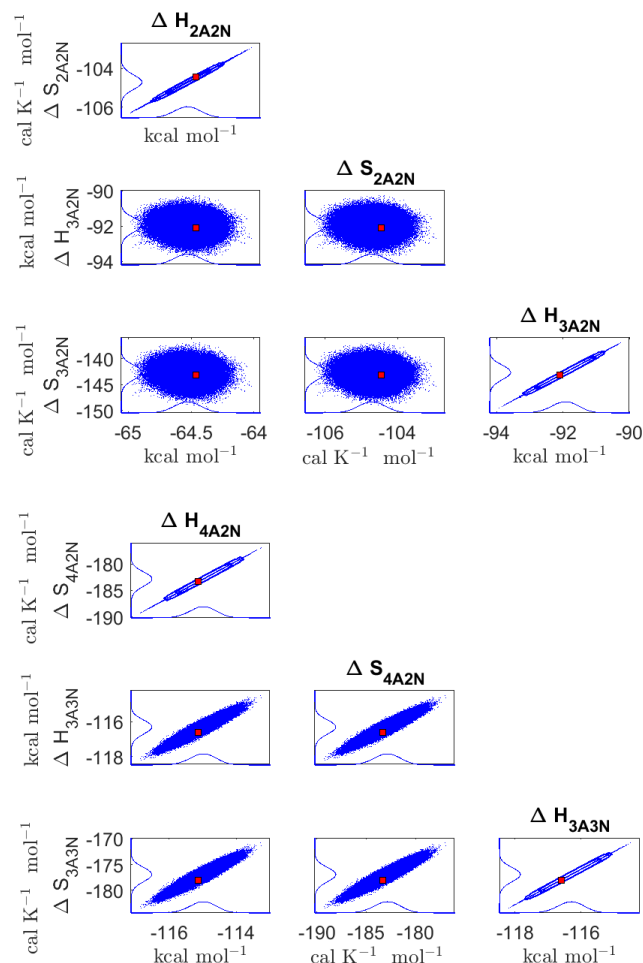 Δ H2A2N
cal K⁻¹ mol⁻¹
Δ S2A2N
-104
-106
kcal mol⁻¹
Δ S2A2N
kcal mol⁻¹
Δ H3A2N
-90
-92
-94
Δ H3A2N
cal K⁻¹ mol⁻¹
Δ S3A2N
-140
-145
-150
-65 -64.5 -64
kcal mol⁻¹
-106 -104
cal K⁻¹ mol⁻¹
-94 -92 -90
kcal mol⁻¹
Δ H4A2N
cal K⁻¹ mol⁻¹
Δ S4A2N
-180
-185
-190
Δ S4A2N
kcal mol⁻¹
Δ H3A3N
-116
-118
Δ H3A3N
cal K⁻¹ mol⁻¹
Δ S3A3N
-170
-175
-180
-116 -114
kcal mol⁻¹
-190 -185 -180
cal K⁻¹ mol⁻¹
-118 -116
kcal mol⁻¹